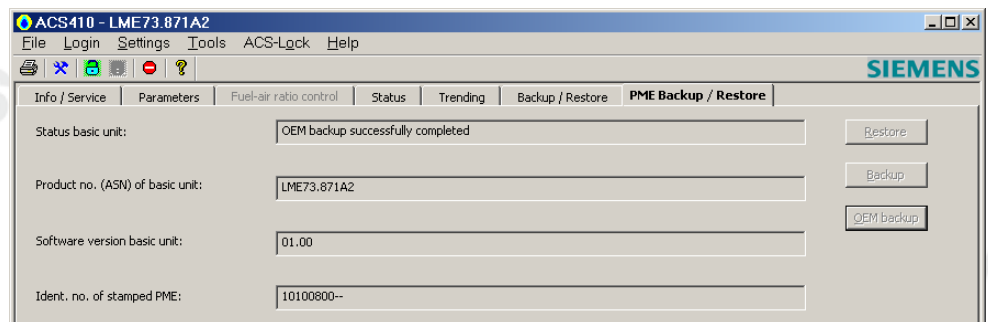 ACS410 - LME73.871A2
File Login Settings Tools ACS-Lock Help
SIEMENS
Info / Service Parameters Fuel-air ratio control Status Trending Backup / Restore PME Backup / Restore
Status basic unit: OEM backup successfully completed Restore
Product no. (ASN) of basic unit: LME73.871A2 Backup
OEM backup
Software version basic unit: 01.00
Ident. no. of stamped PME: 10100800--